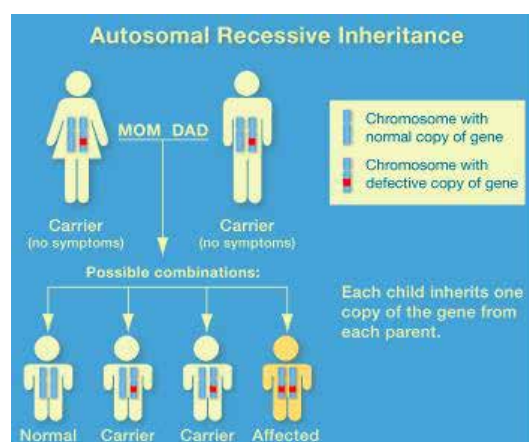 Autosomal Recessive Inheritance
MOM DAD
Chromosome with
normal copy of gene
Chromosome with
defective copy of gene
Carrier
(no symptoms)
Carrier
(no symptoms)
Possible combinations:
Each child inherits one
copy of the gene from
each parent.
Normal
Carrier
Carrier
Affected